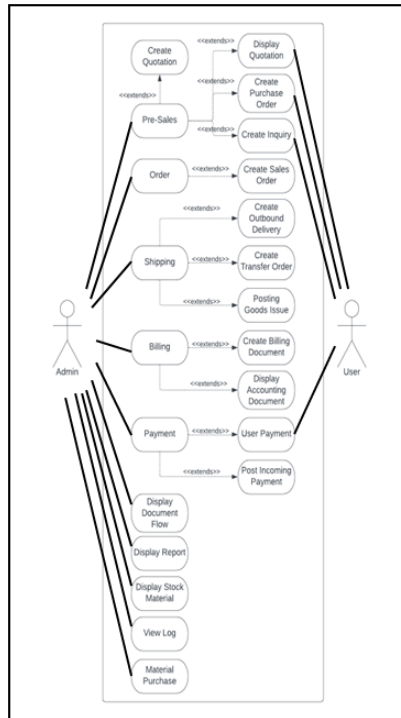 Create
Quotation
<<extends>>
Display
Quotation
<<extends>>
<<extends>>
Create
Purchase
Order
Pre-Sales
<<extends>>
Create Inquiry
Order
<<extends>>
Create Sales
Order
<<extends>>
Create
Outbound
Delivery
Shipping
<<extends>>
Create
Transfer Order
<<extends>>
Posting
Goods Issue
Admin
User
Billing
<<extends>>
Create Billing
Document
<<extends>>
Display
Accounting
Document
Payment
<<extends>>
User Payment
<<extends>>
Post Incoming
Payment
Display
Document
Flow
Display Report
Display Stock
Material
View Log
Material
Purchase